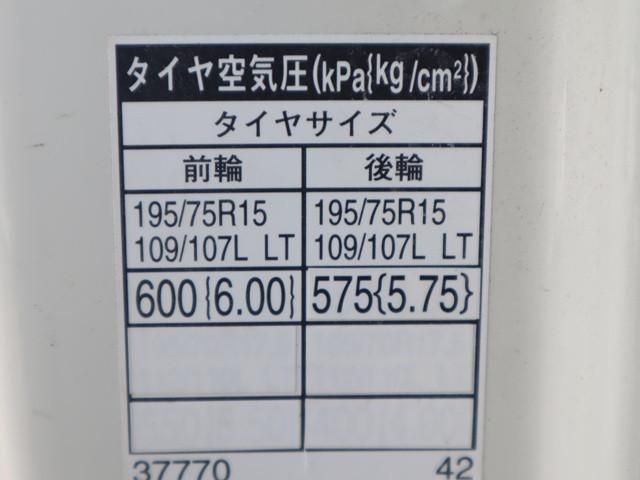 タイヤ空気圧(kPa{kg/cm²})
タイヤサイズ
前輪 後輪
195/75R15 195/75R15
109/107L LT 109/107L LT
600{6.00} 575{5.75}
37770 42